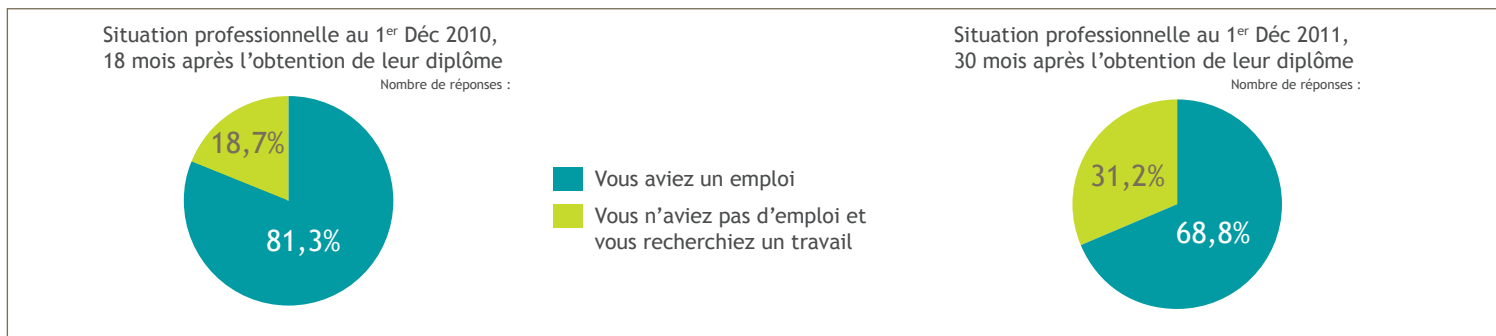 Situation professionnelle au 1er Déc 2010,
18 mois après l'obtention de leur diplôme
Nombre de réponses :
18,7%
81,3%
Vous aviez un emploi
Vous n'aviez pas d'emploi et
vous recherchiez un travail
Situation professionnelle au 1er Déc 2011,
30 mois après l'obtention de leur diplôme
Nombre de réponses :
31,2%
68,8%